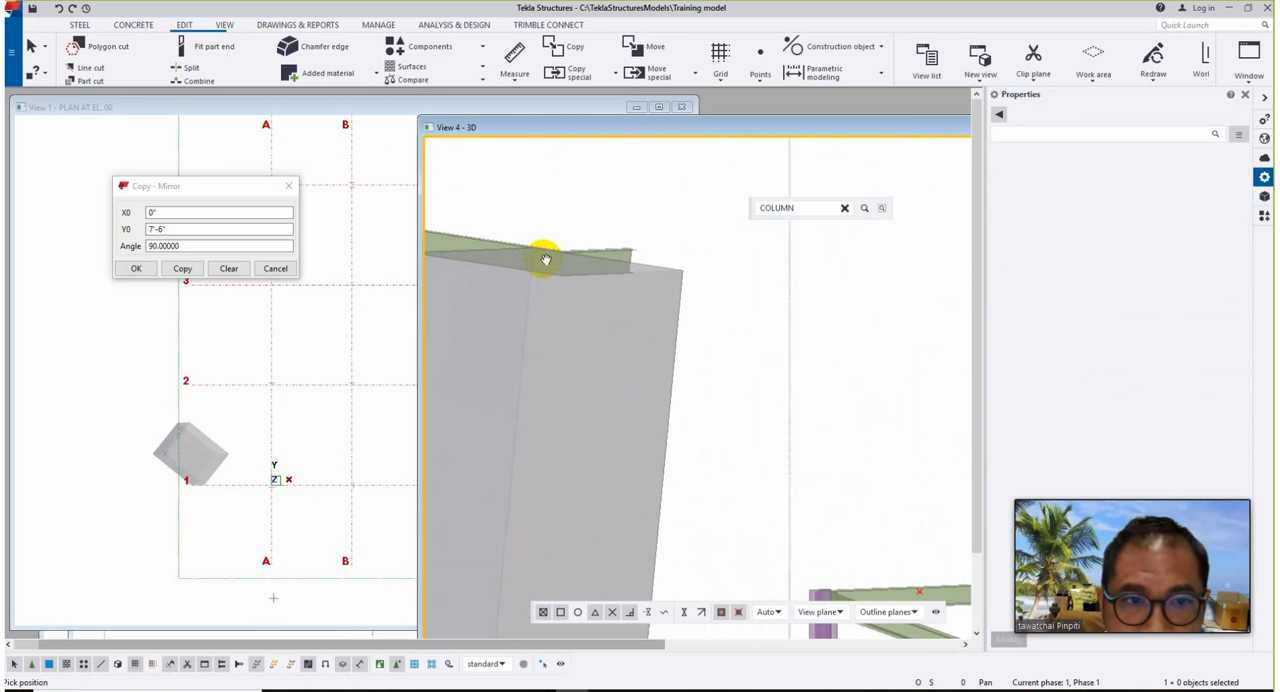 Tekla Structures - C:\TeklaStructuresModels\Training model
Log in
STEEL CONCRETE EDIT VIEW DRAWINGS & REPORTS MANAGE ANALYSIS & DESIGN TRIMBLE CONNECT
Quick Launch
Polygon cut
Line cut
Part cut
Fit part end
Split
Combine
Chamfer edge
Added material
Components
Surfaces
Compare
Measure
Copy
Copy special
Move
Move special
Grid
Points
Construction object
Parametric modeling
View list
New view
Clip plane
Work area
Redraw
Worl
Window
View 1 - PLAN AT EL. 00
View 4 - 3D
Properties
A B
Copy - Mirror
X0 0"
Y0 7'-6"
Angle 90.00000
OK Copy Clear Cancel
COLUMN
3
2
Y
1 Z x
A B
Auto View plane Outline planes
tawatchai Pinpiti
Modify
standard
Pick position
O S 0 Pan Current phase: 1, Phase 1 1 + 0 objects selected